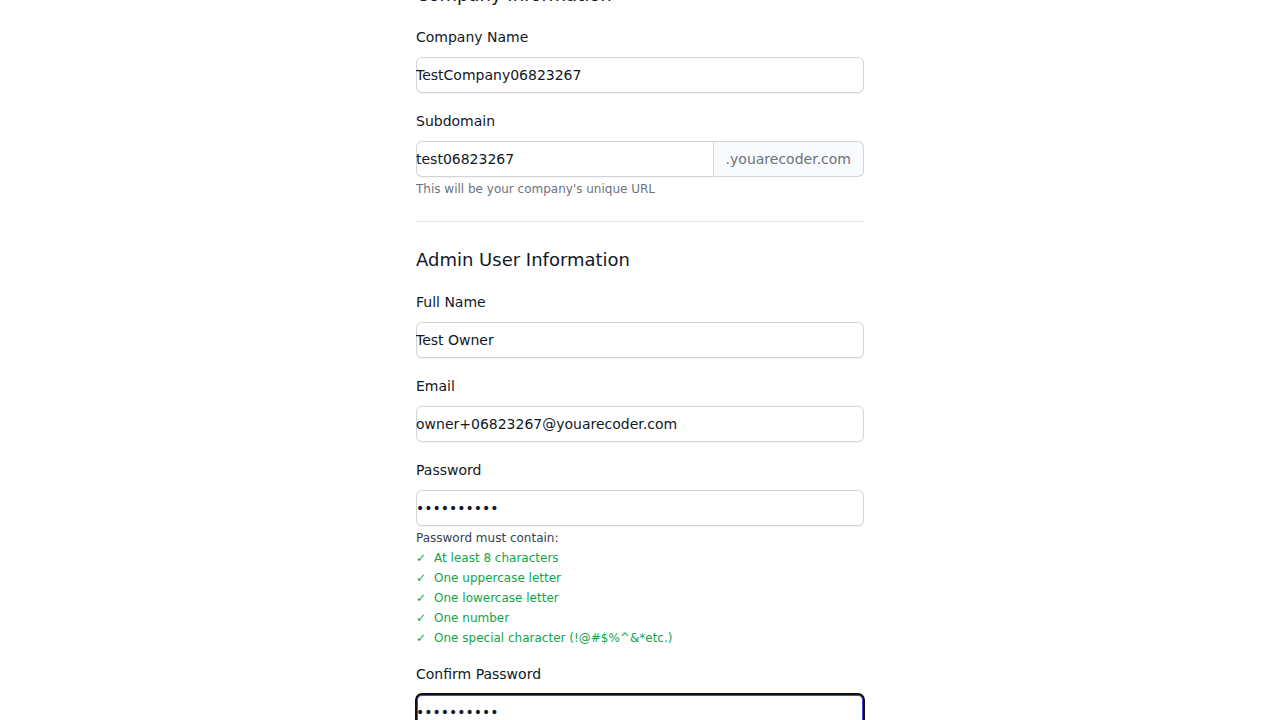 Company Information
Company Name
TestCompany06823267
Subdomain
test06823267 .youarecoder.com
This will be your company's unique URL
Admin User Information
Full Name
Test Owner
Email
owner+06823267@youarecoder.com
Password
••••••••••
Password must contain:
✓ At least 8 characters
✓ One uppercase letter
✓ One lowercase letter
✓ One number
✓ One special character (!@#$%^&*etc.)
Confirm Password
••••••••••